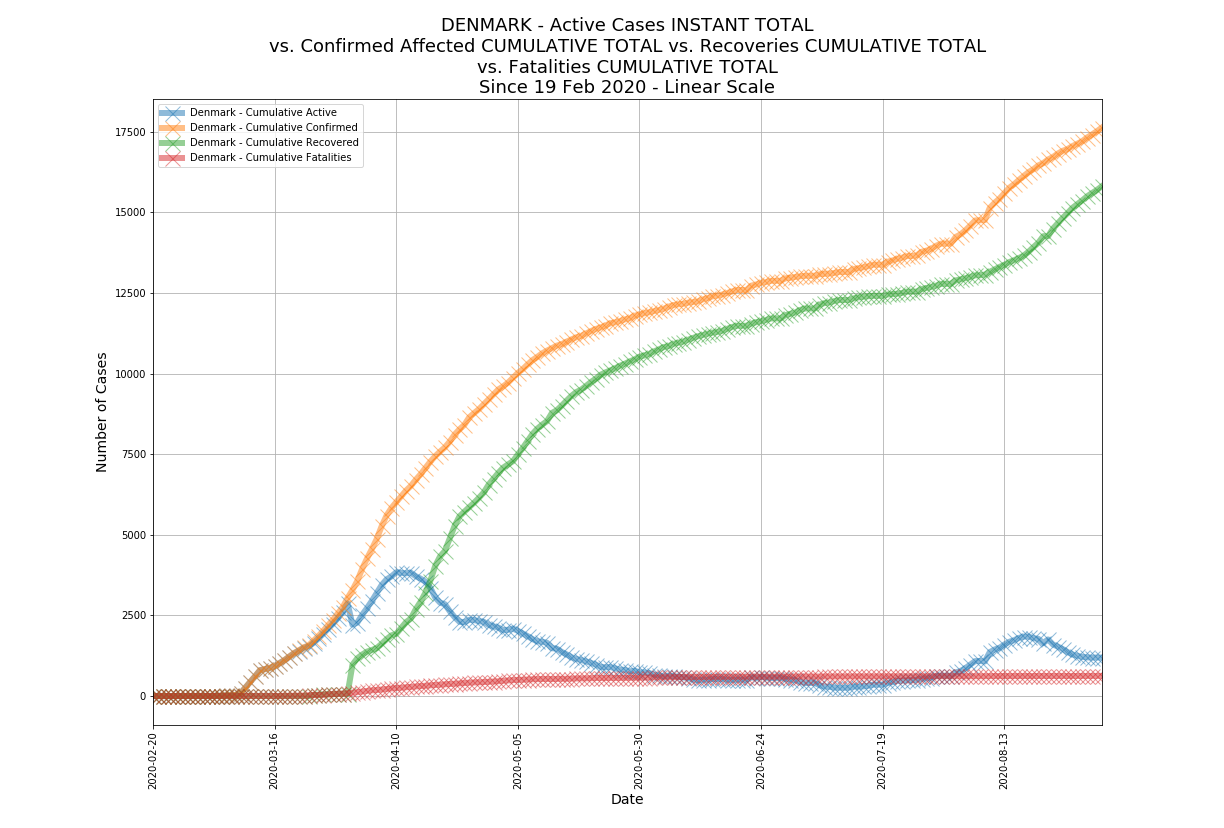 DENMARK - Active Cases INSTANT TOTAL
vs. Confirmed Affected CUMULATIVE TOTAL vs. Recoveries CUMULATIVE TOTAL
vs. Fatalities CUMULATIVE TOTAL
Since 19 Feb 2020 - Linear Scale
Denmark - Cumulative Active
Denmark - Cumulative Confirmed
Denmark - Cumulative Recovered
Denmark - Cumulative Fatalities
Number of Cases
17500
15000
12500
10000
7500
5000
2500
0
2020-02-20
2020-03-16
2020-04-10
2020-05-05
2020-05-30
2020-06-24
2020-07-19
2020-08-13
Date